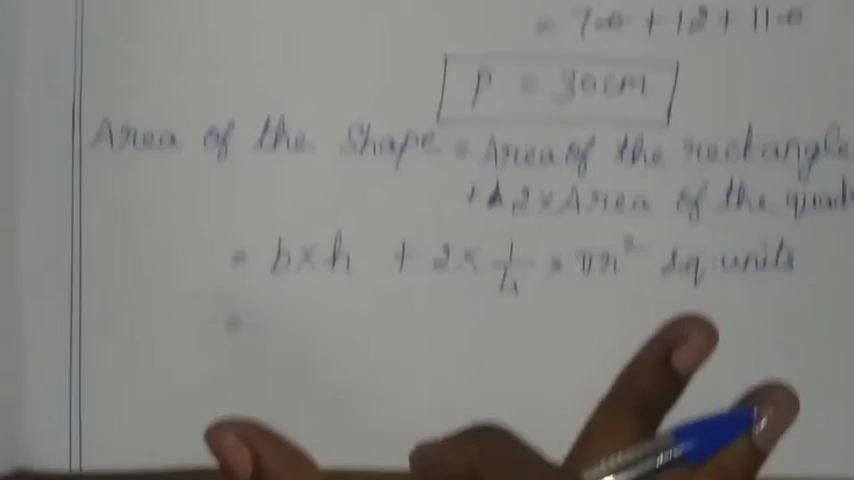 = 7.0 + 12 + 11.0
P = 30cm
Area of the shape = Area of the rectangle
+ 2 × Area of the quad
= b × h + 2 × 1/4 × πr² sq units
=